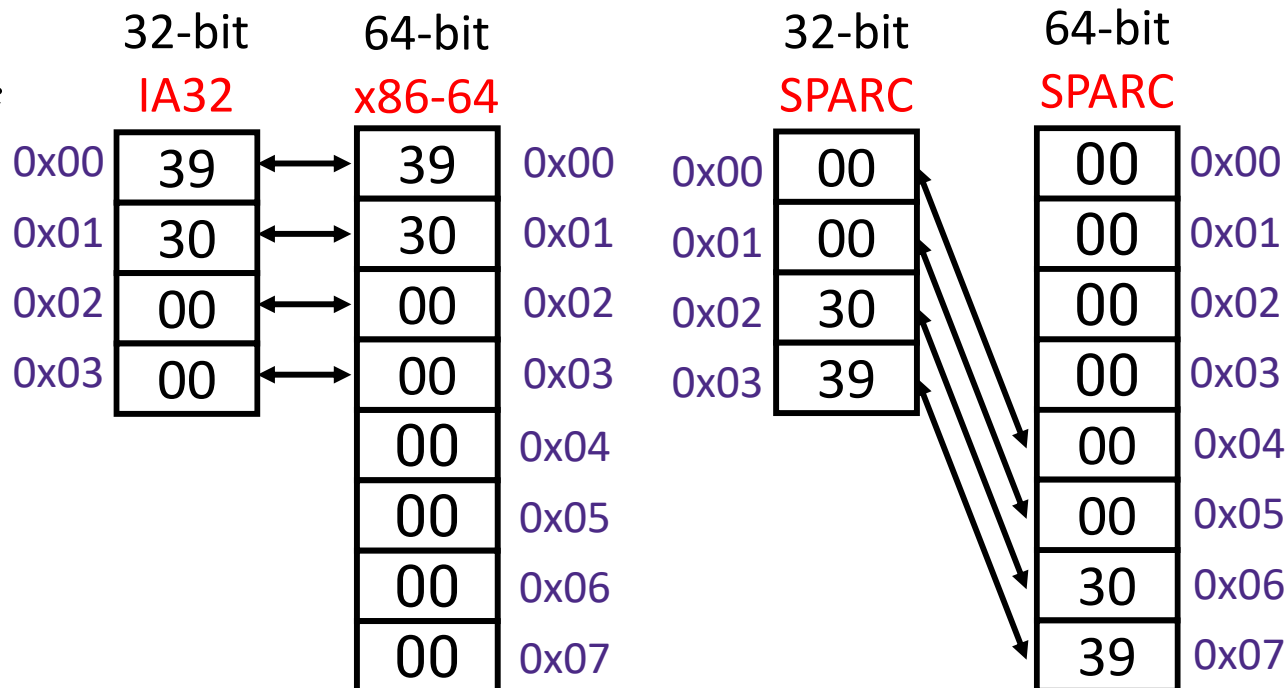 32-bit 64-bit 32-bit 64-bit
IA32 x86-64 SPARC SPARC
0x00 39 39 0x00 0x00 00 00 0x00
0x01 30 30 0x01 0x01 00 00 0x01
0x02 00 00 0x02 0x02 30 00 0x02
0x03 00 00 0x03 0x03 39 00 0x03
00 0x04 00 0x04
00 0x05 00 0x05
00 0x06 30 0x06
00 0x07 39 0x07